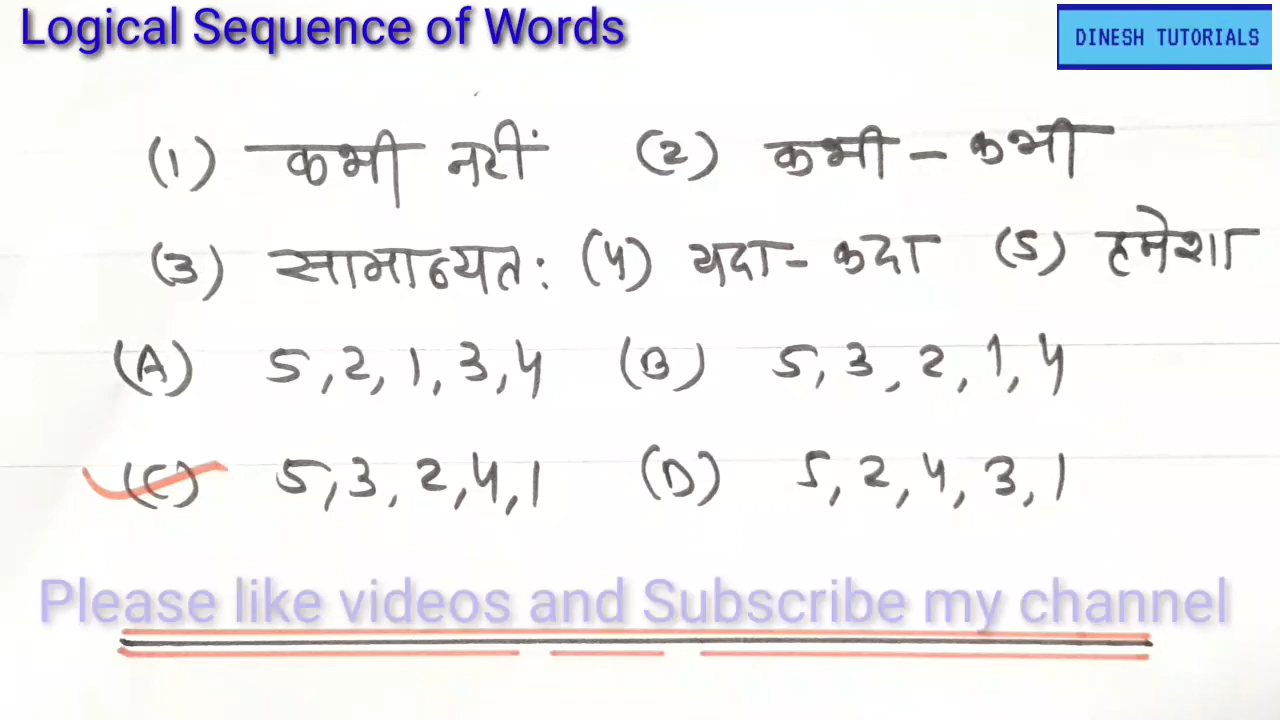 Logical Sequence of Words
DINESH TUTORIALS
(1) कभी नहीं (2) कभी - कभी
(3) सामान्यत: (4) यदा - कदा (5) हमेशा
(A) 5, 2, 1, 3, 4 (B) 5, 3, 2, 1, 4
(C) 5, 3, 2, 4, 1 (D) 5, 2, 4, 3, 1
Please like videos and Subscribe my channel